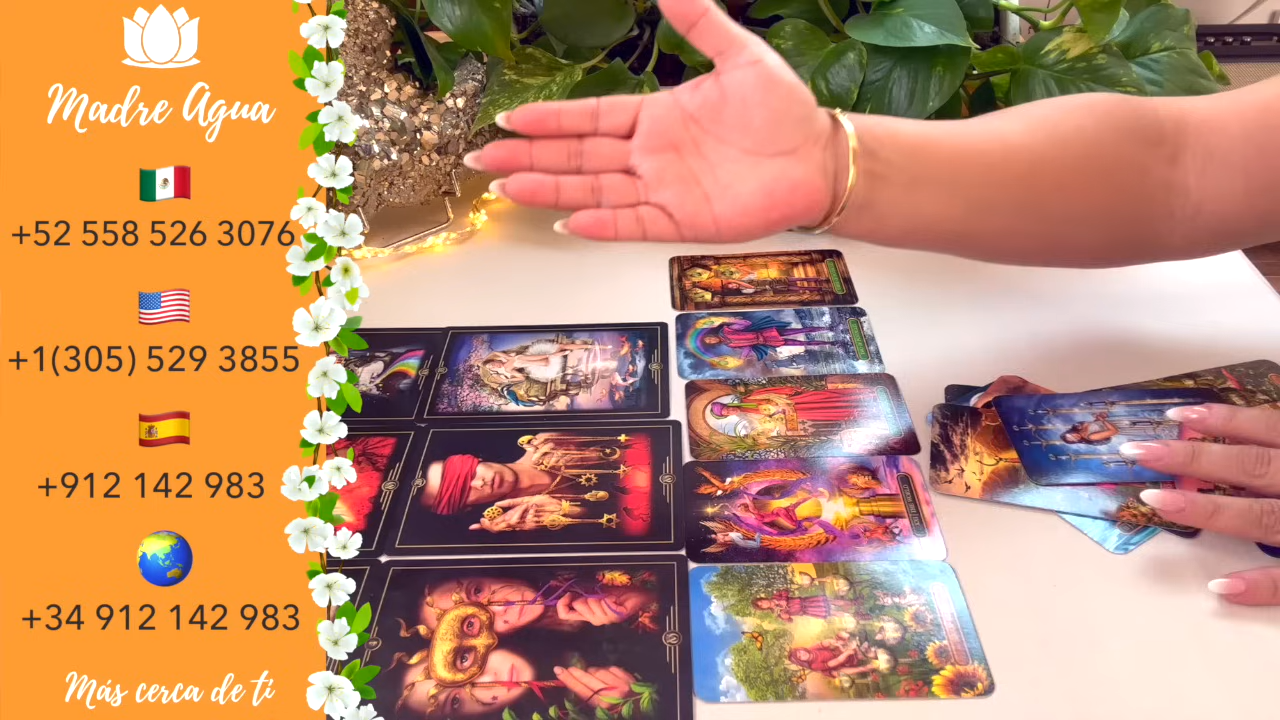 Madre Agua
+52 558 526 3076
+1(305) 529 3855
+912 142 983
+34 912 142 983
Más cerca de ti